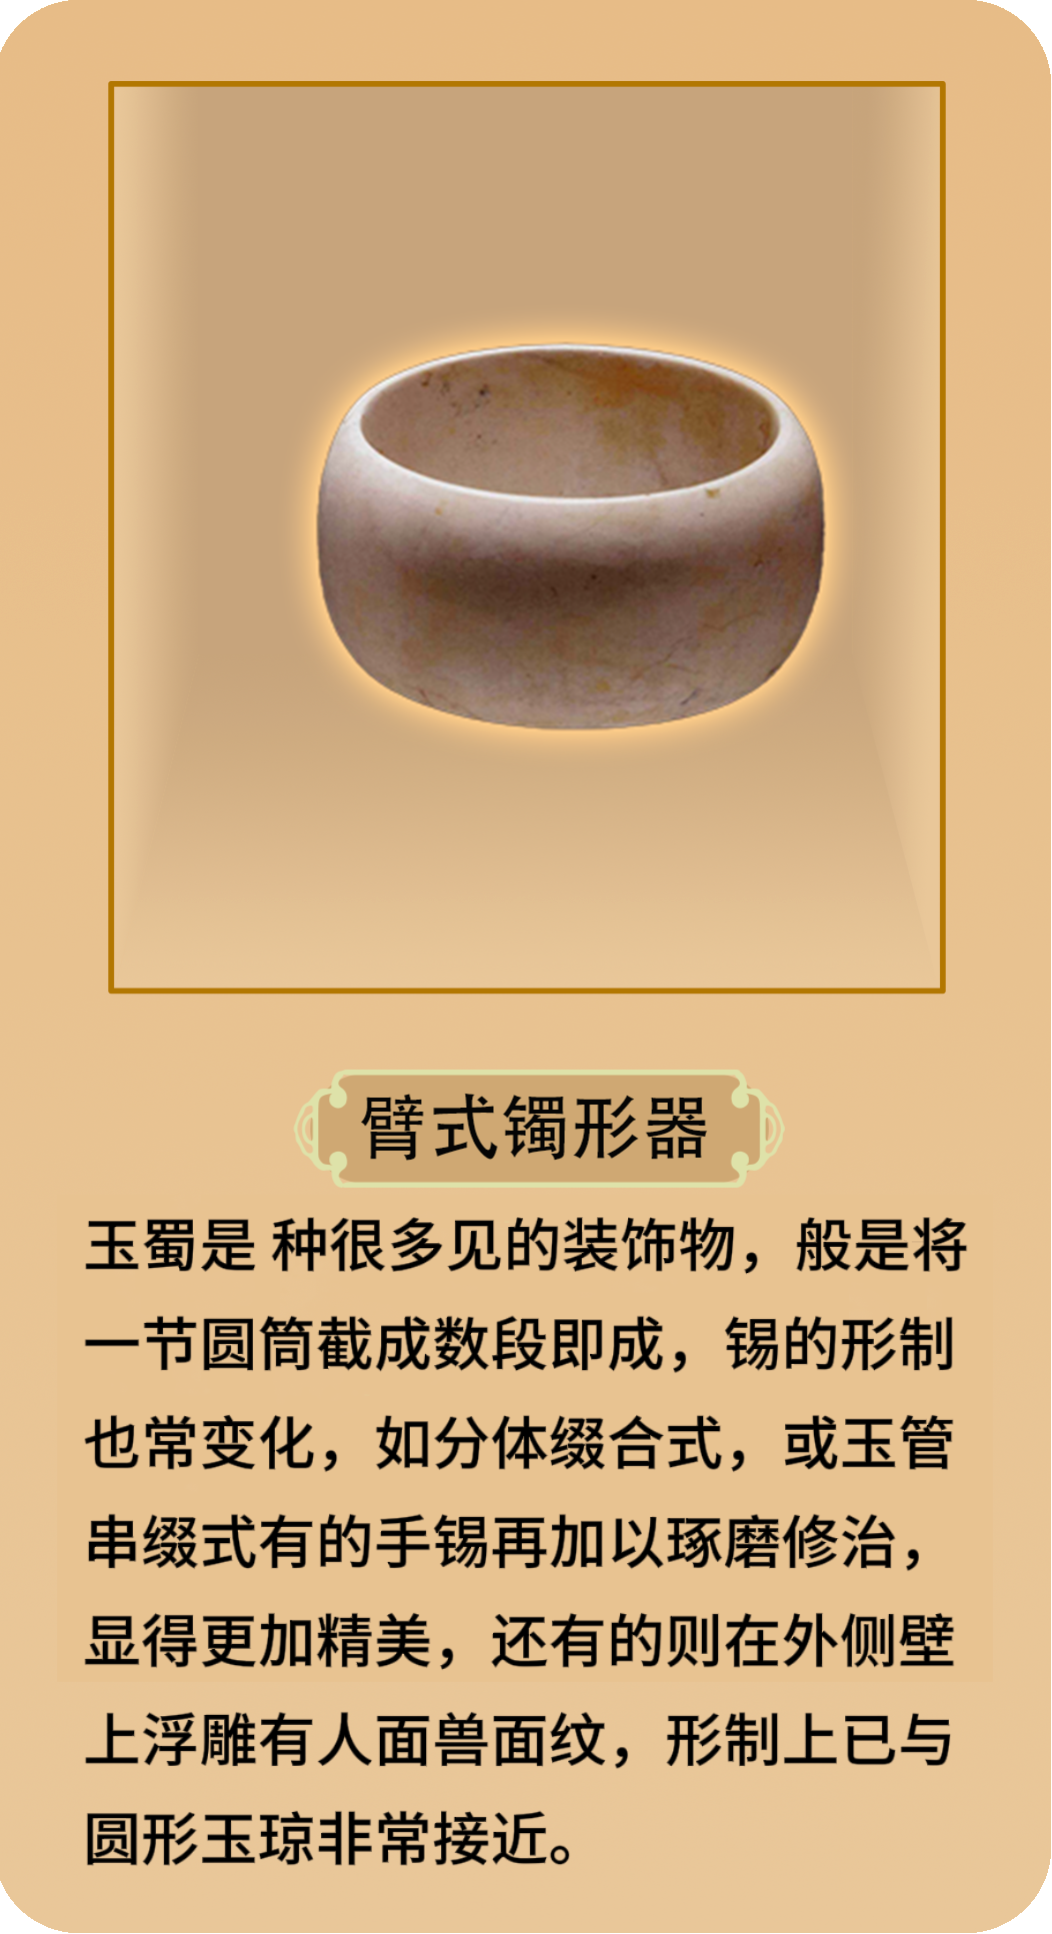 臂式镯形器
玉蜀是 种很多见的装饰物，般是将
一节圆筒截成数段即成，锡的形制
也常变化，如分体缀合式，或玉管
串缀式有的手锡再加以琢磨修治，
显得更加精美，还有的则在外侧壁
上浮雕有人面兽面纹，形制上已与
圆形玉琼非常接近。